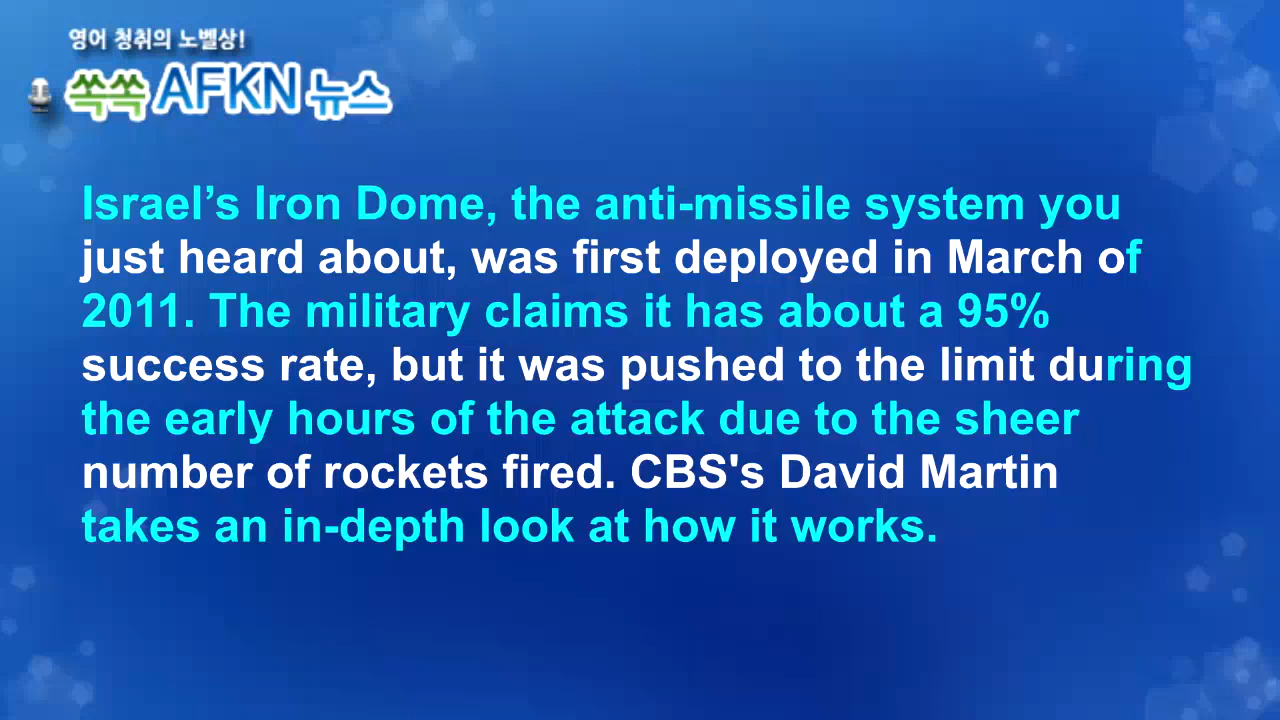 영어 청취의 노벨상!
쏙쏙 AFKN 뉴스
Israel’s Iron Dome, the anti-missile system you
just heard about, was first deployed in March of
2011. The military claims it has about a 95%
success rate, but it was pushed to the limit during
the early hours of the attack due to the sheer
number of rockets fired. CBS's David Martin
takes an in-depth look at how it works.